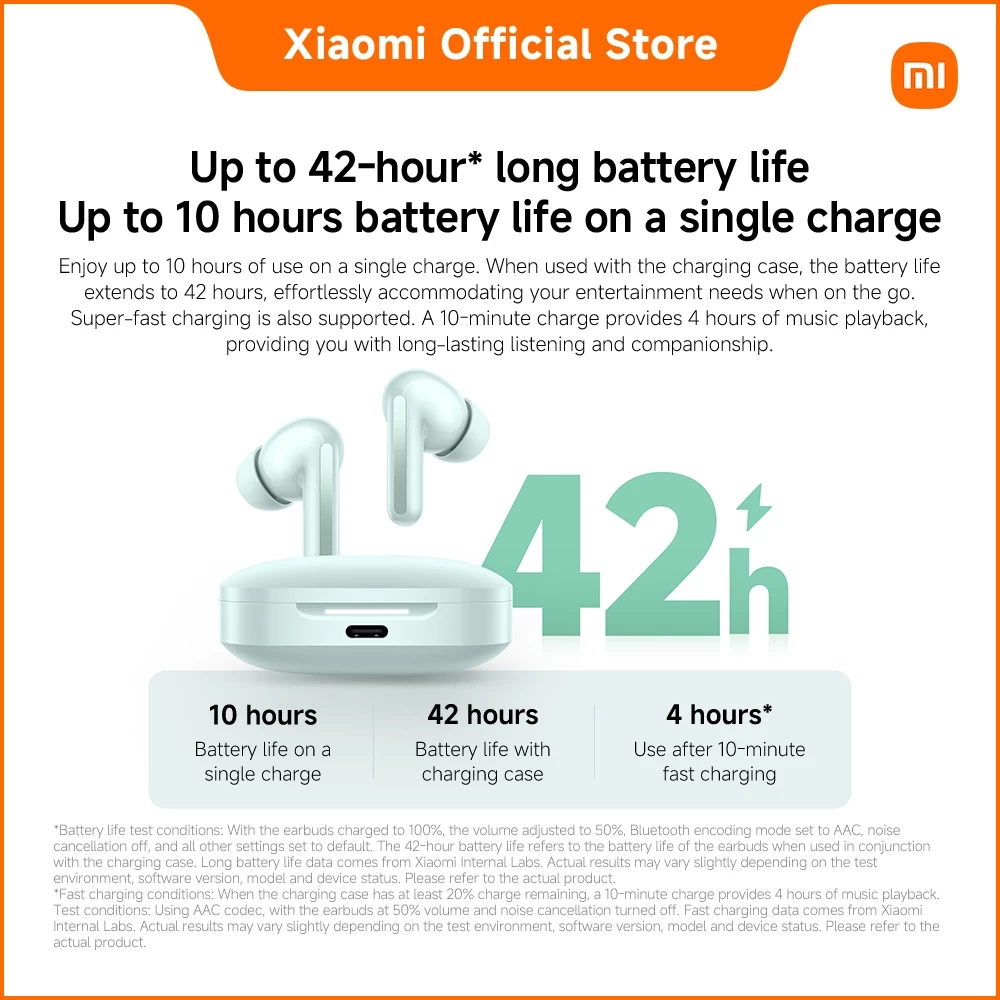 Xiaomi Official Store
mi
Up to 42-hour* long battery life
Up to 10 hours battery life on a single charge
Enjoy up to 10 hours of use on a single charge. When used with the charging case, the battery life
extends to 42 hours, effortlessly accommodating your entertainment needs when on the go.
Super-fast charging is also supported. A 10-minute charge provides 4 hours of music playback,
providing you with long-lasting listening and companionship.
42h
10 hours
Battery life on a
single charge
42 hours
Battery life with
charging case
4 hours*
Use after 10-minute
fast charging
*Battery life test conditions: With the earbuds charged to 100%, the volume adjusted to 50%, Bluetooth encoding mode set to AAC, noise
cancellation off, and all other settings set to default. The 42-hour battery life refers to the battery life of the earbuds when used in conjunction
with the charging case. Long battery life data comes from Xiaomi Internal Labs. Actual results may vary slightly depending on the test
environment, software version, model and device status. Please refer to the actual product.
*Fast charging conditions: When the charging case has at least 20% charge remaining, a 10-minute charge provides 4 hours of music playback.
Test conditions: Using AAC codec, with the earbuds at 50% volume and noise cancellation turned off. Fast charging data comes from Xiaomi
Internal Labs. Actual results may vary slightly depending on the test environment, software version, model and device status. Please refer to the
actual product.